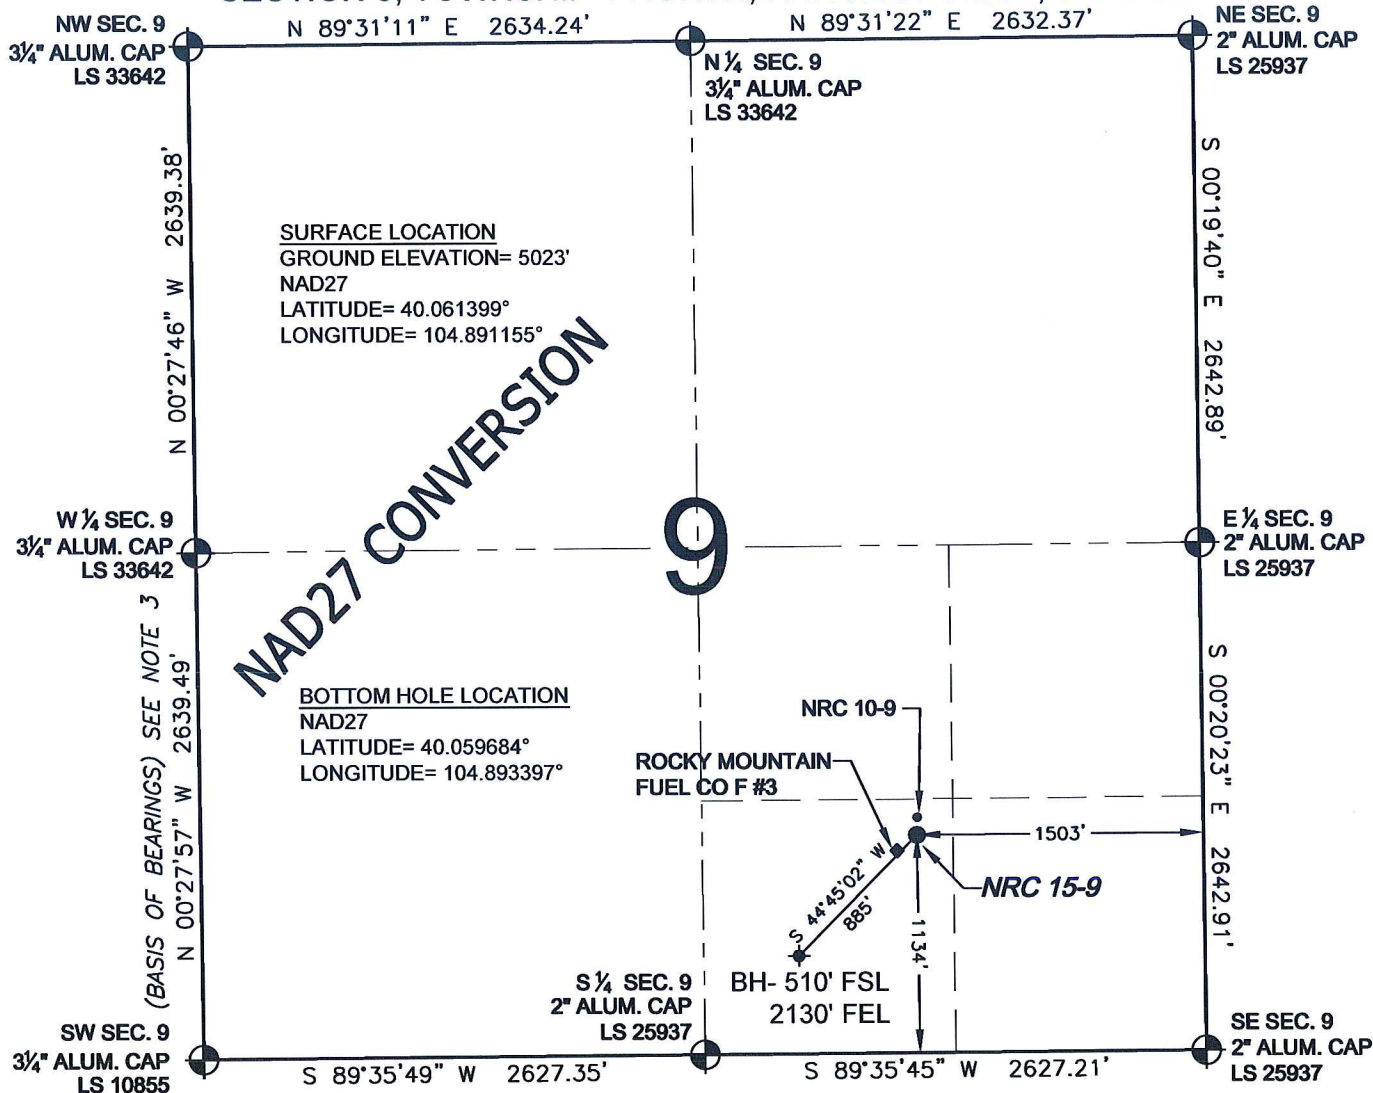 N 89°31'11" E 2634.24'
N 89°31'22" E 2632.37'
NW SEC. 9
3¼" ALUM. CAP
LS 33642
N ¼ SEC. 9
3¼" ALUM. CAP
LS 33642
NE SEC. 9
2" ALUM. CAP
LS 25937
N 00°27'46" W 2639.38'
S 00°19'40" E 2642.89'
SURFACE LOCATION
GROUND ELEVATION= 5023'
NAD27
LATITUDE= 40.061399°
LONGITUDE= 104.891155°
NAD27 CONVERSION
9
W ¼ SEC. 9
3¼" ALUM. CAP
LS 33642
E ¼ SEC. 9
2" ALUM. CAP
LS 25937
(BASIS OF BEARINGS) SEE NOTE 3
N 00°27'57" W 2639.49'
S 00°20'23" E 2642.91'
BOTTOM HOLE LOCATION
NAD27
LATITUDE= 40.059684°
LONGITUDE= 104.893397°
NRC 10-9
ROCKY MOUNTAIN
FUEL CO F #3
1503'
NRC 15-9
S 44°45'02" W
885'
1134'
BH- 510' FSL
2130' FEL
S ¼ SEC. 9
2" ALUM. CAP
LS 25937
SW SEC. 9
3¼" ALUM. CAP
LS 10855
SE SEC. 9
2" ALUM. CAP
LS 25937
S 89°35'49" W 2627.35'
S 89°35'45" W 2627.21'